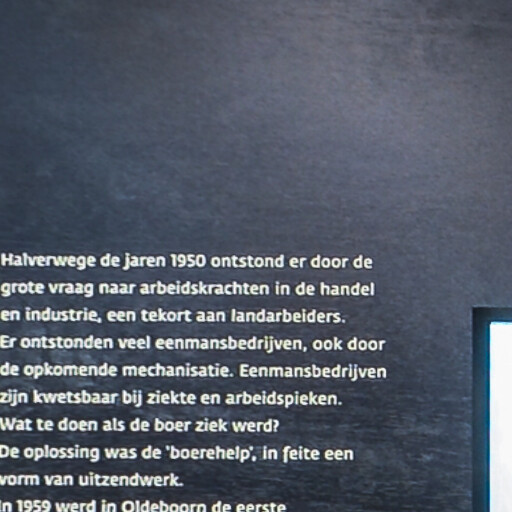 Halverwege de jaren 1950 ontstond er door de
grote vraag naar arbeidskrachten in de handel
en industrie, een tekort aan landarbeiders.
Er ontstonden veel eenmansbedrijven, ook door
de opkomende mechanisatie. Eenmansbedrijven
zijn kwetsbaar bij ziekte en arbeidspieken.
Wat te doen als de boer ziek werd?
De oplossing was de 'boerehelp', in feite een
vorm van uitzendwerk.
In 1959 werd in Oldeboorn de eerste